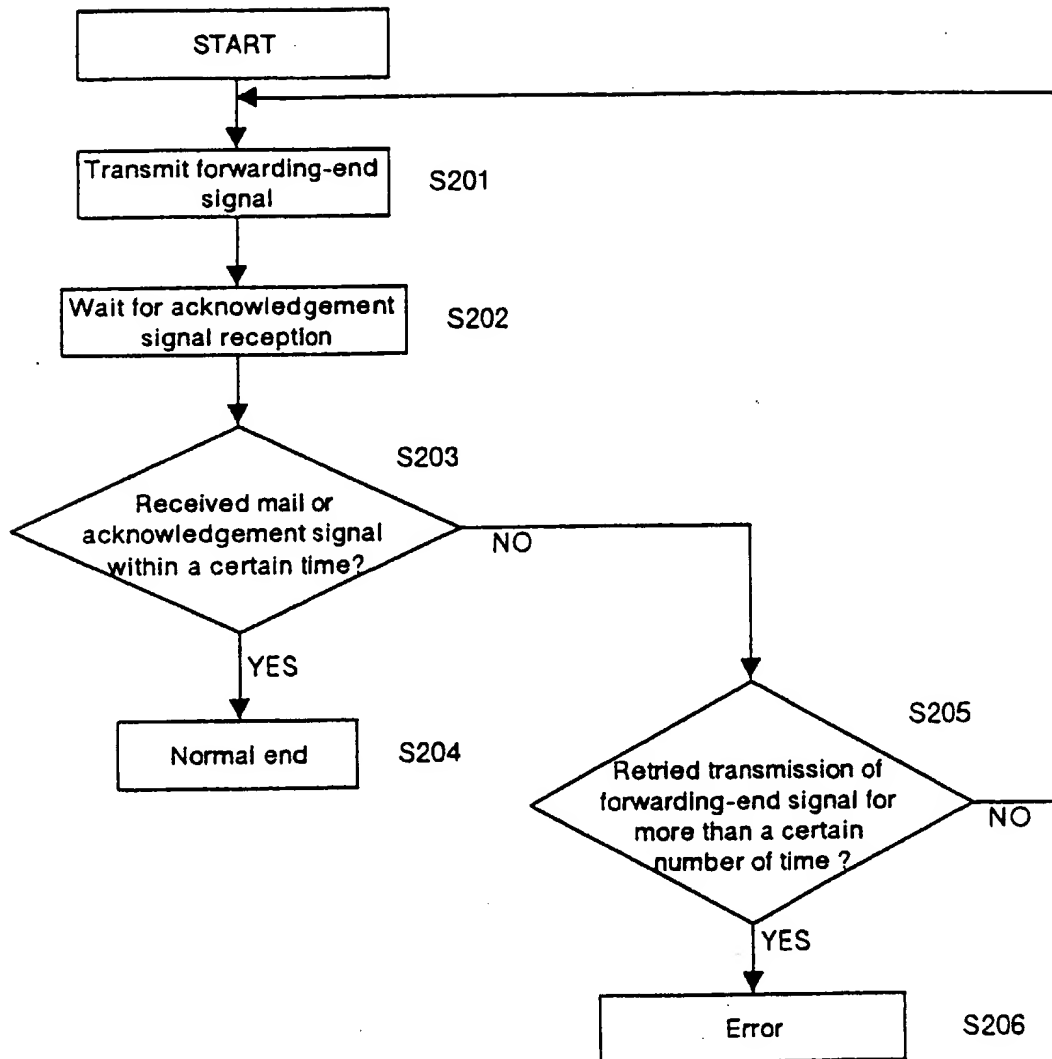 START
Transmit forwarding-end
signal
S201
Wait for acknowledgement
signal reception
S202
S203
Received mail or
acknowledgement signal
within a certain time?
NO
YES
Normal end
S204
S205
Retried transmission of
forwarding-end signal for
more than a certain
number of time ?
NO
YES
Error
S206